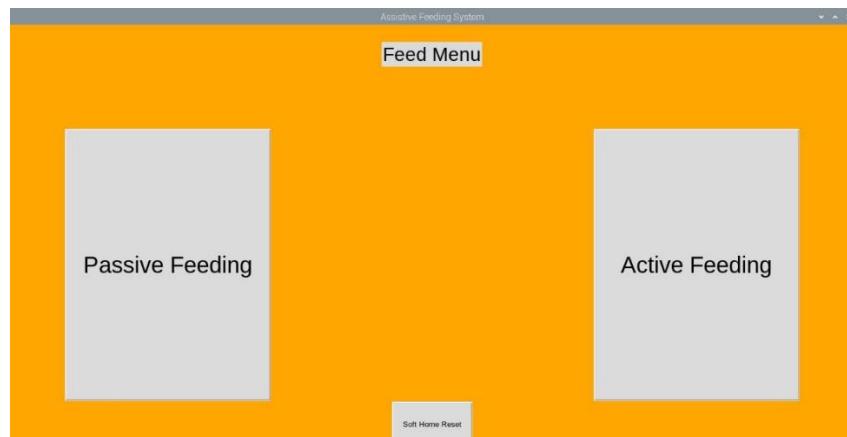 Assistive Feeding System
Feed Menu
Passive Feeding
Active Feeding
Soft Home Reset